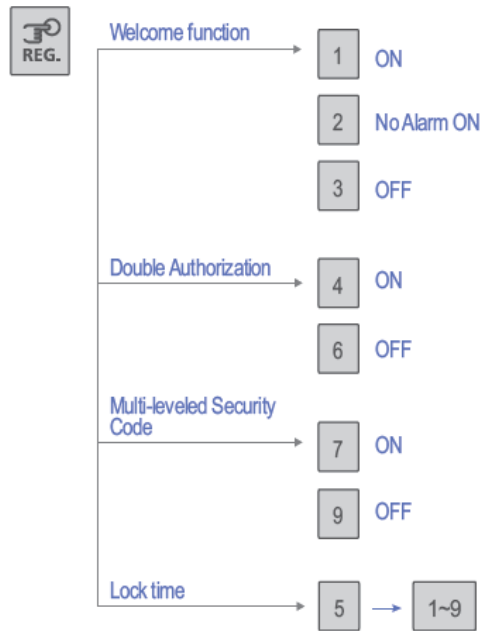 REG.
Welcome function
1 ON
2 No Alarm ON
3 OFF
Double Authorization
4 ON
6 OFF
Multi-leveled Security
Code
7 ON
9 OFF
Lock time
5 → 1~9